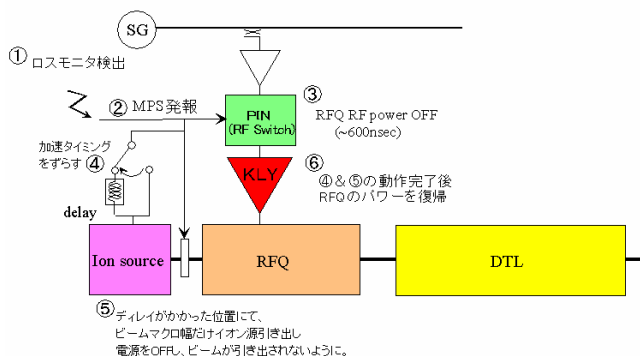 SG
① ロスモニタ検出
② MPS発報
PIN
(RF Switch)
③
RFQ RF power OFF
(~600nsec)
加速タイミング
をずらす ④
KLY
⑥
④&⑤の動作完了後
RFQのパワーを復帰
delay
Ion source
RFQ
DTL
⑤ ディレイがかかった位置にて、
ビームマクロ幅だけイオン源引き出し
電源をOFFし、ビームが引き出されないように。